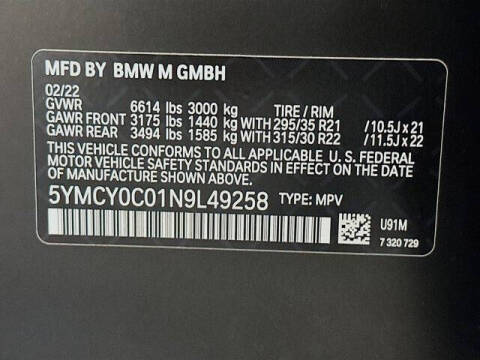 MFD BY BMW M GMBH
02/22
GVWR 6614 lbs 3000 kg TIRE / RIM
GAWR FRONT 3175 lbs 1440 kg WITH 295/35 R21 /10.5J x 21
GAWR REAR 3494 lbs 1585 kg WITH 315/30 R22 /11.5J x 22
THIS VEHICLE CONFORMS TO ALL APPLICABLE U.S. FEDERAL
MOTOR VEHICLE SAFETY STANDARDS IN EFFECT ON THE DATE
OF MANUFACTURE SHOWN ABOVE.
5YMCY0C01N9L49258 TYPE: MPV
U91M
7 320 729